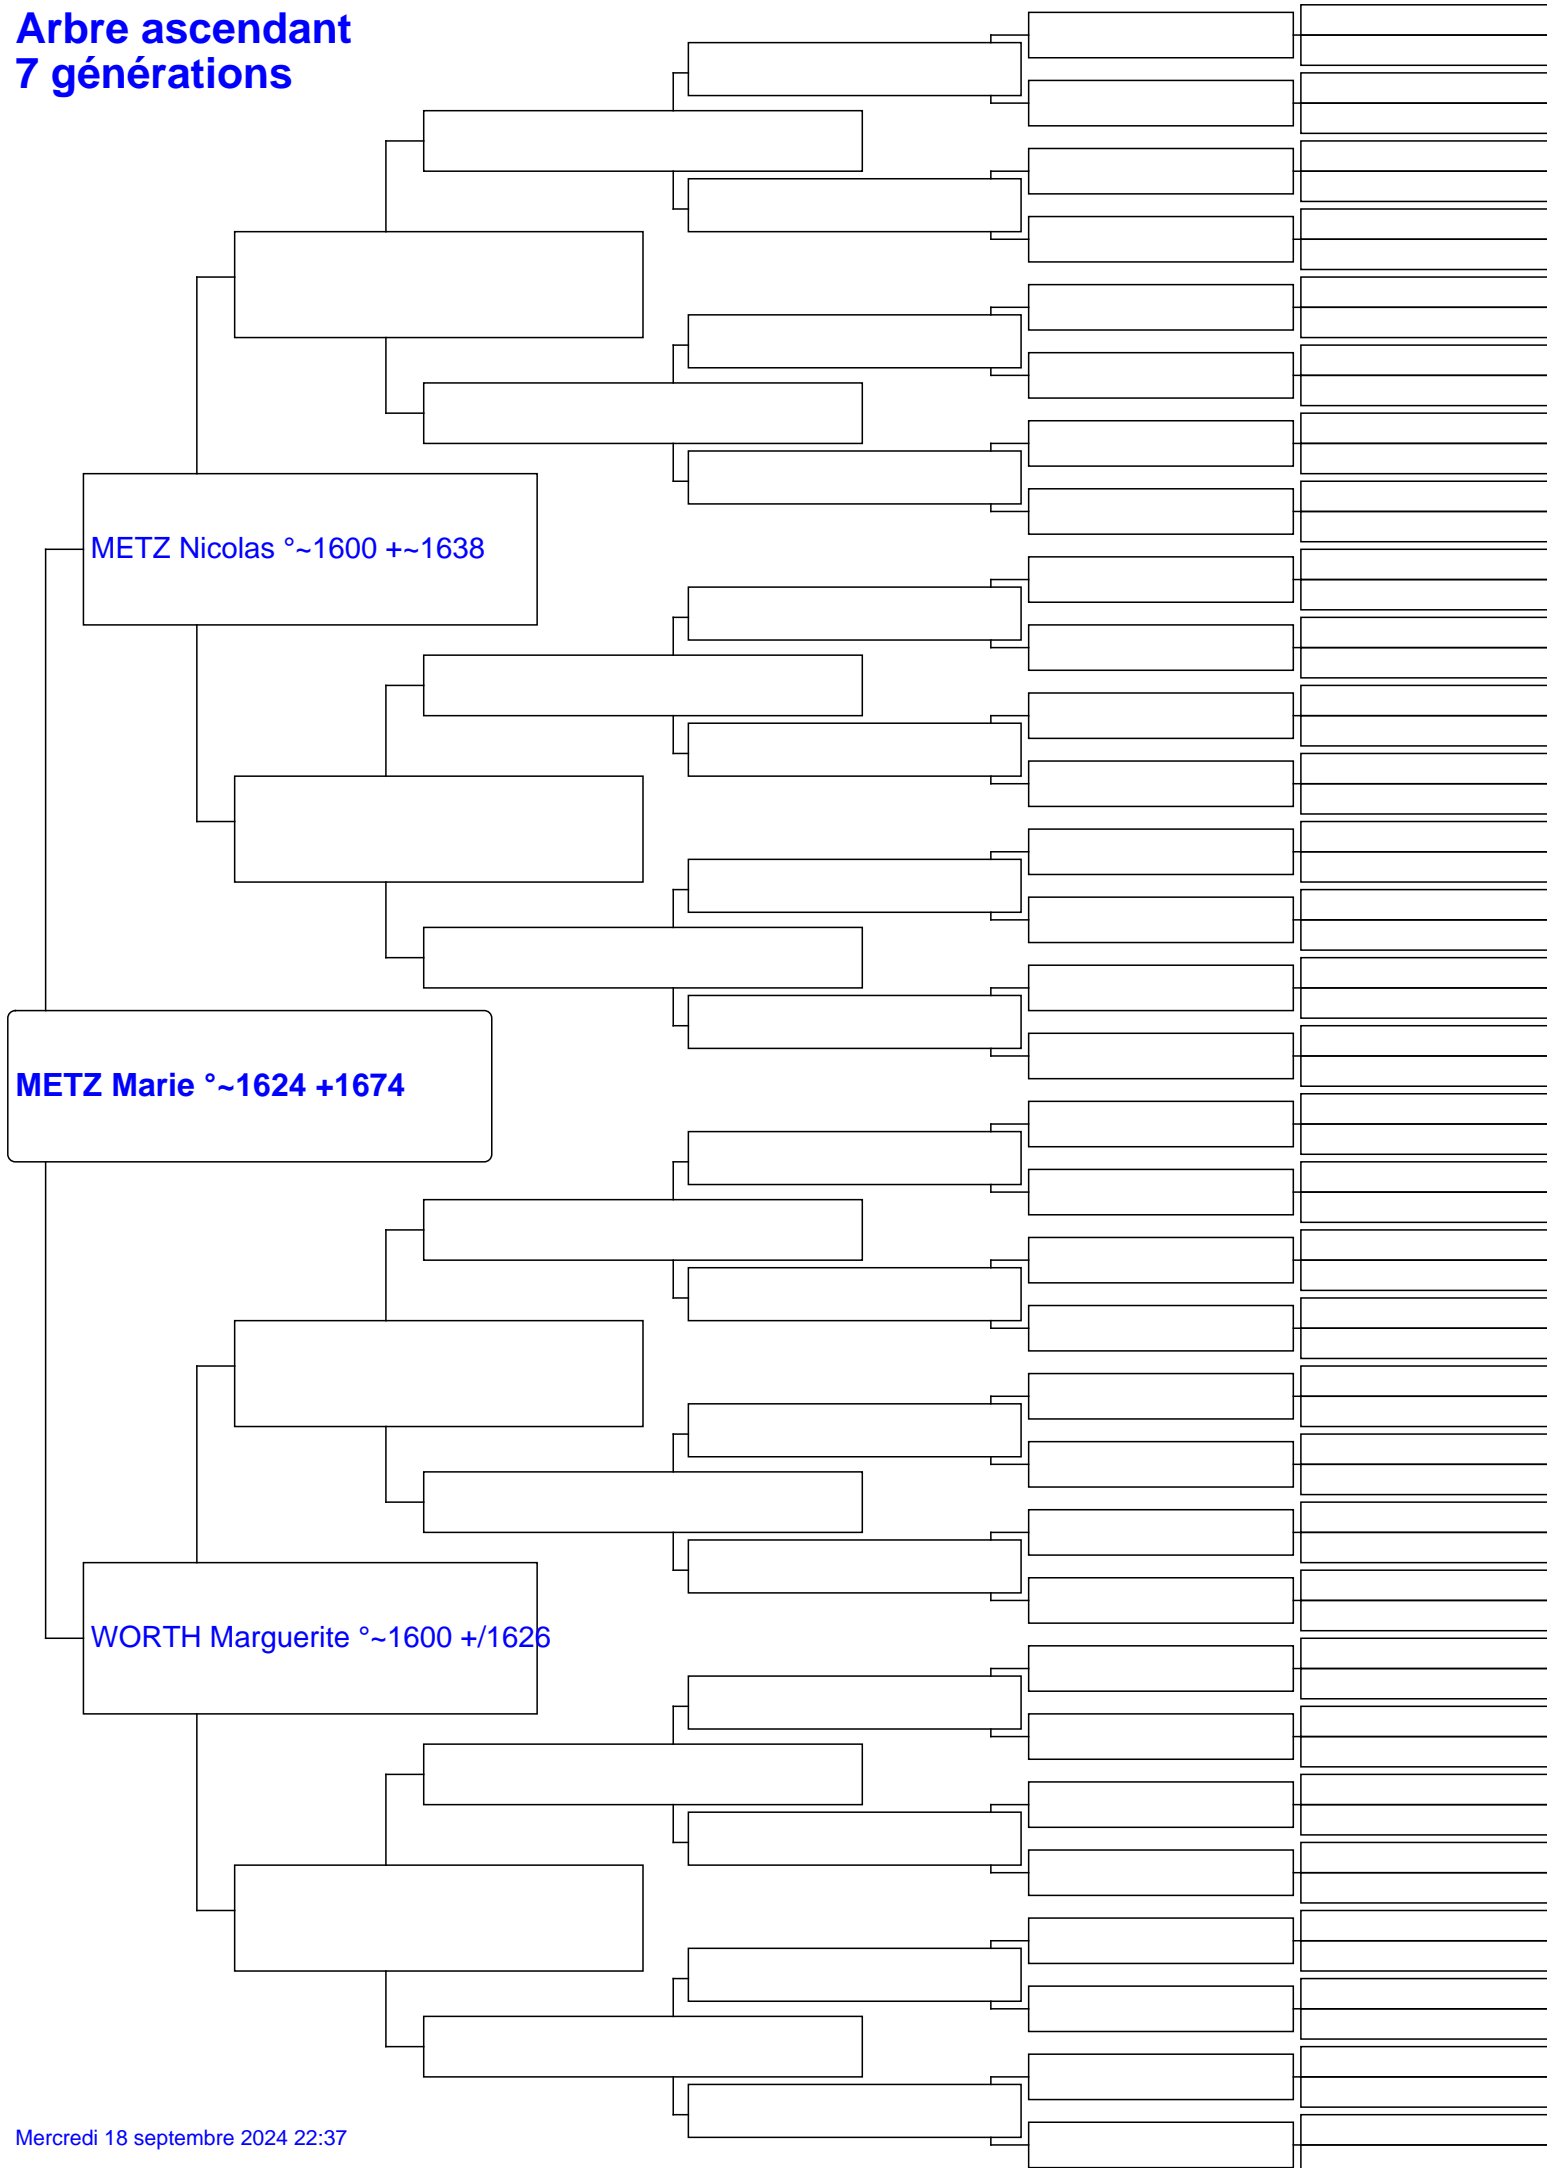 Arbre ascendant
7 générations
METZ Nicolas °~1600 +~1638
METZ Marie °~1624 +1674
WORTH Marguerite °~1600 +/1626
Mercredi 18 septembre 2024 22:37